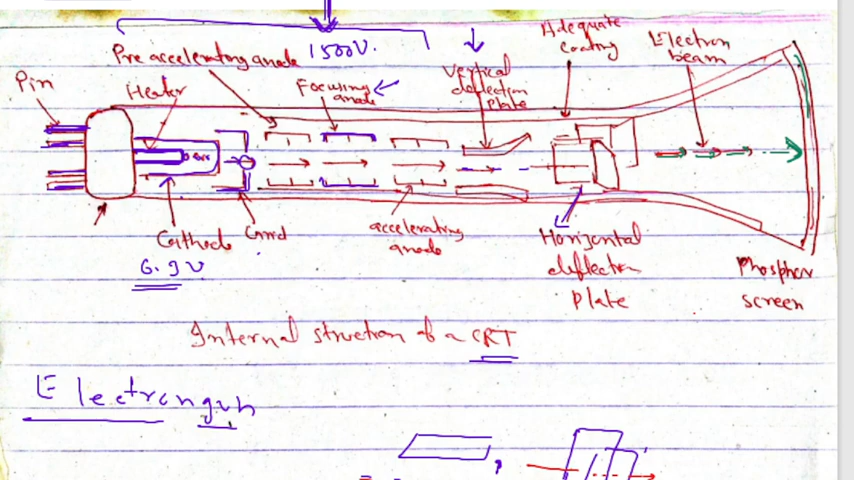 1500V.
Adequate
coating
Electron
beam
Pre accelerating anode
Vertical
deflection
plate
Focusing
anode
Pin
Heater
Cathode
Grid
6.3V
accelerating
anode
Horizontal
deflection
plate
Phosphor
screen
Internal struction of a CRT
Electrongun